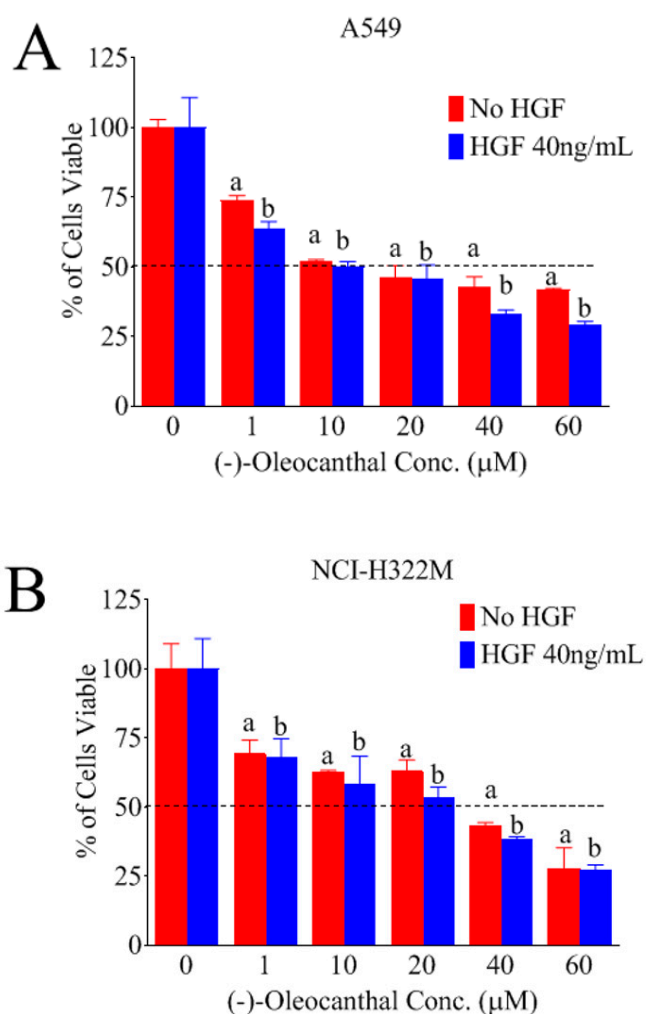 A
A549
125
100
75
50
25
0
% of Cells Viable
No HGF
HGF 40ng/mL
a b a b a b a b a b
0 1 10 20 40 60
(-)-Oleocanthal Conc. (μM)
B
NCI-H322M
125
100
75
50
25
0
% of Cells Viable
No HGF
HGF 40ng/mL
a b a b a b a b a b
0 1 10 20 40 60
(-)-Oleocanthal Conc. (μM)